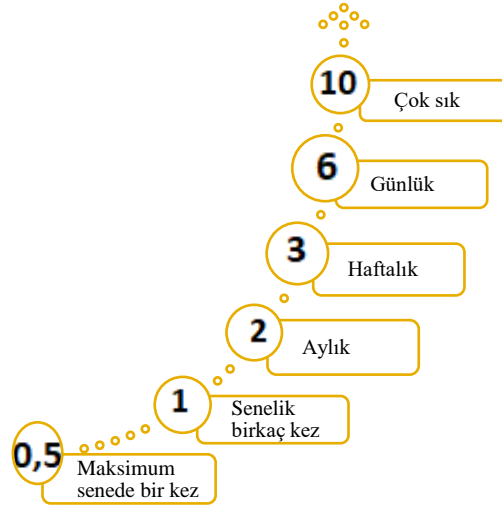 10
Çok sık
6
Günlük
3
Haftalık
2
Aylık
1
Senelik
birkaç kez
0,5
Maksimum
senede bir kez